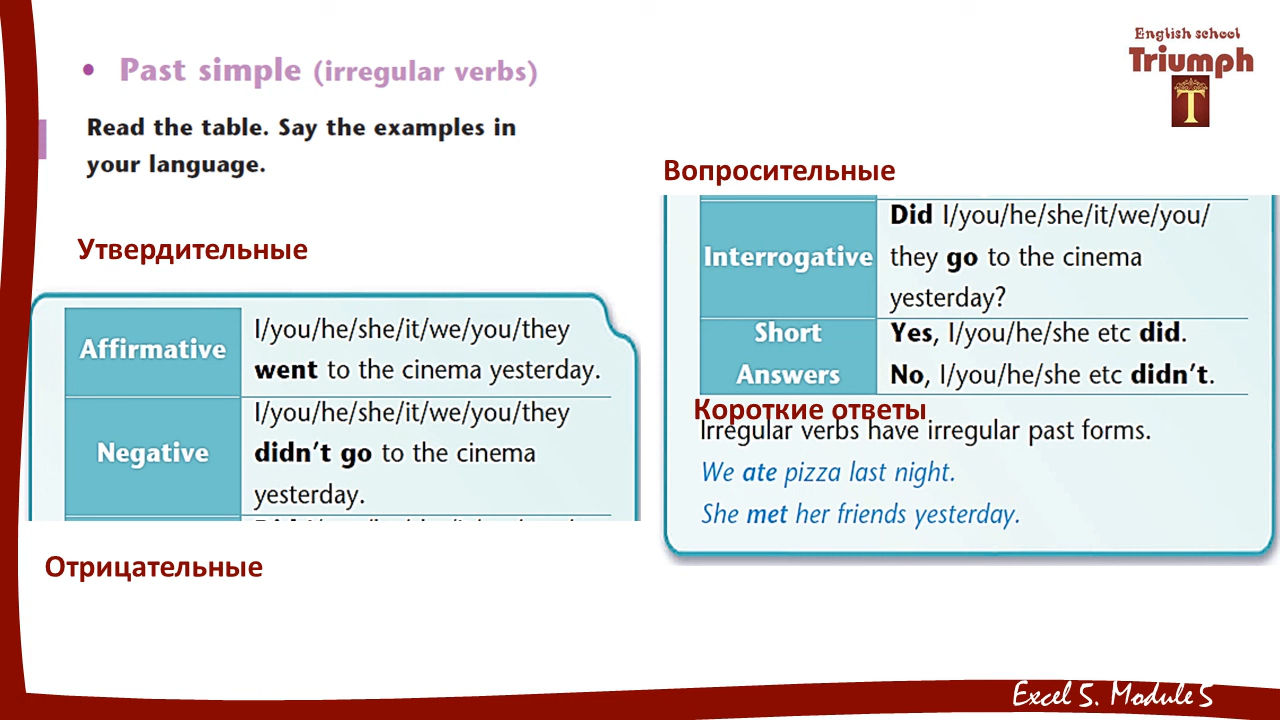 English school
Triumph
T
• Past simple (irregular verbs)
Read the table. Say the examples in
your language.
Утвердительные
Affirmative
I/you/he/she/it/we/you/they
went to the cinema yesterday.
Negative
I/you/he/she/it/we/you/they
didn't go to the cinema
yesterday.
Отрицательные
Вопросительные
Interrogative
Did I/you/he/she/it/we/you/
they go to the cinema
yesterday?
Short
Answers
Yes, I/you/he/she etc did.
No, I/you/he/she etc didn't.
Короткие ответы
Irregular verbs have irregular past forms.
We ate pizza last night.
She met her friends yesterday.
Excel 5. Module 5